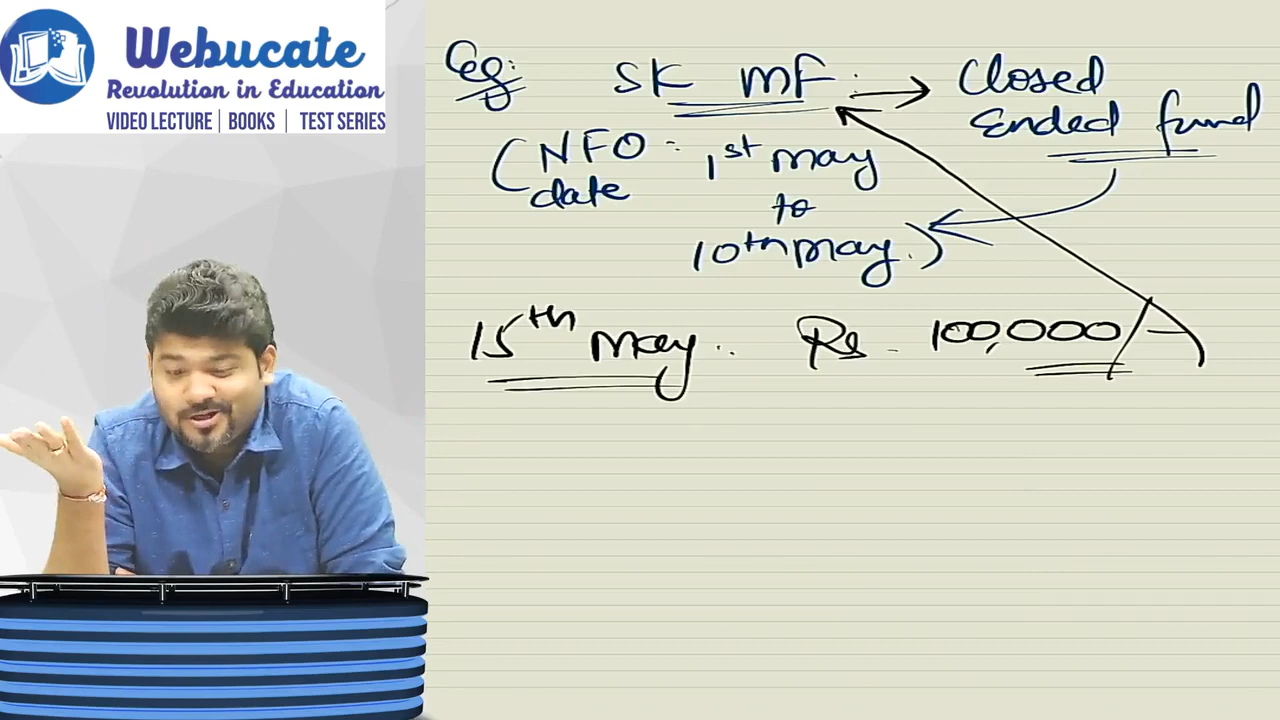 Webucate
Revolution in Education
VIDEO LECTURE | BOOKS | TEST SERIES
Eg: SK MF. → Closed
Ended fund
(NFO date : 1st may
to
10th may.)
15th may.. Rs. 100,000/-